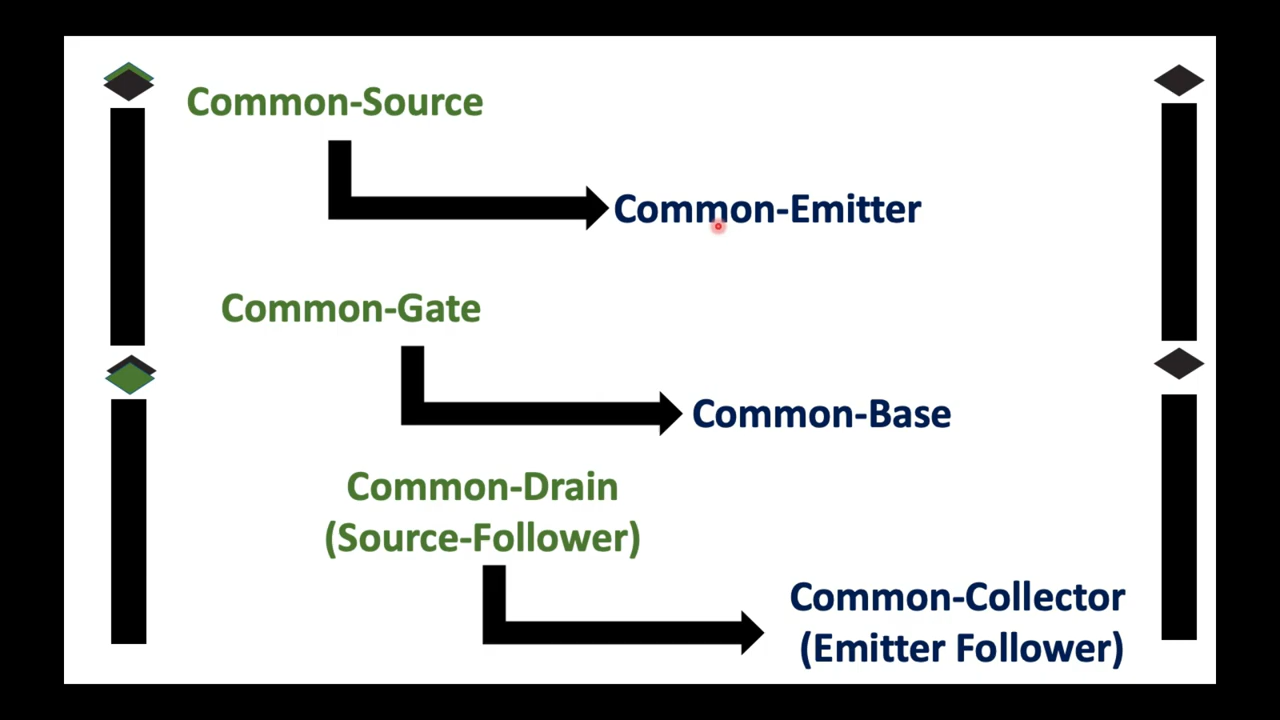 Common-Source
Common-Emitter
Common-Gate
Common-Base
Common-Drain
(Source-Follower)
Common-Collector
(Emitter Follower)